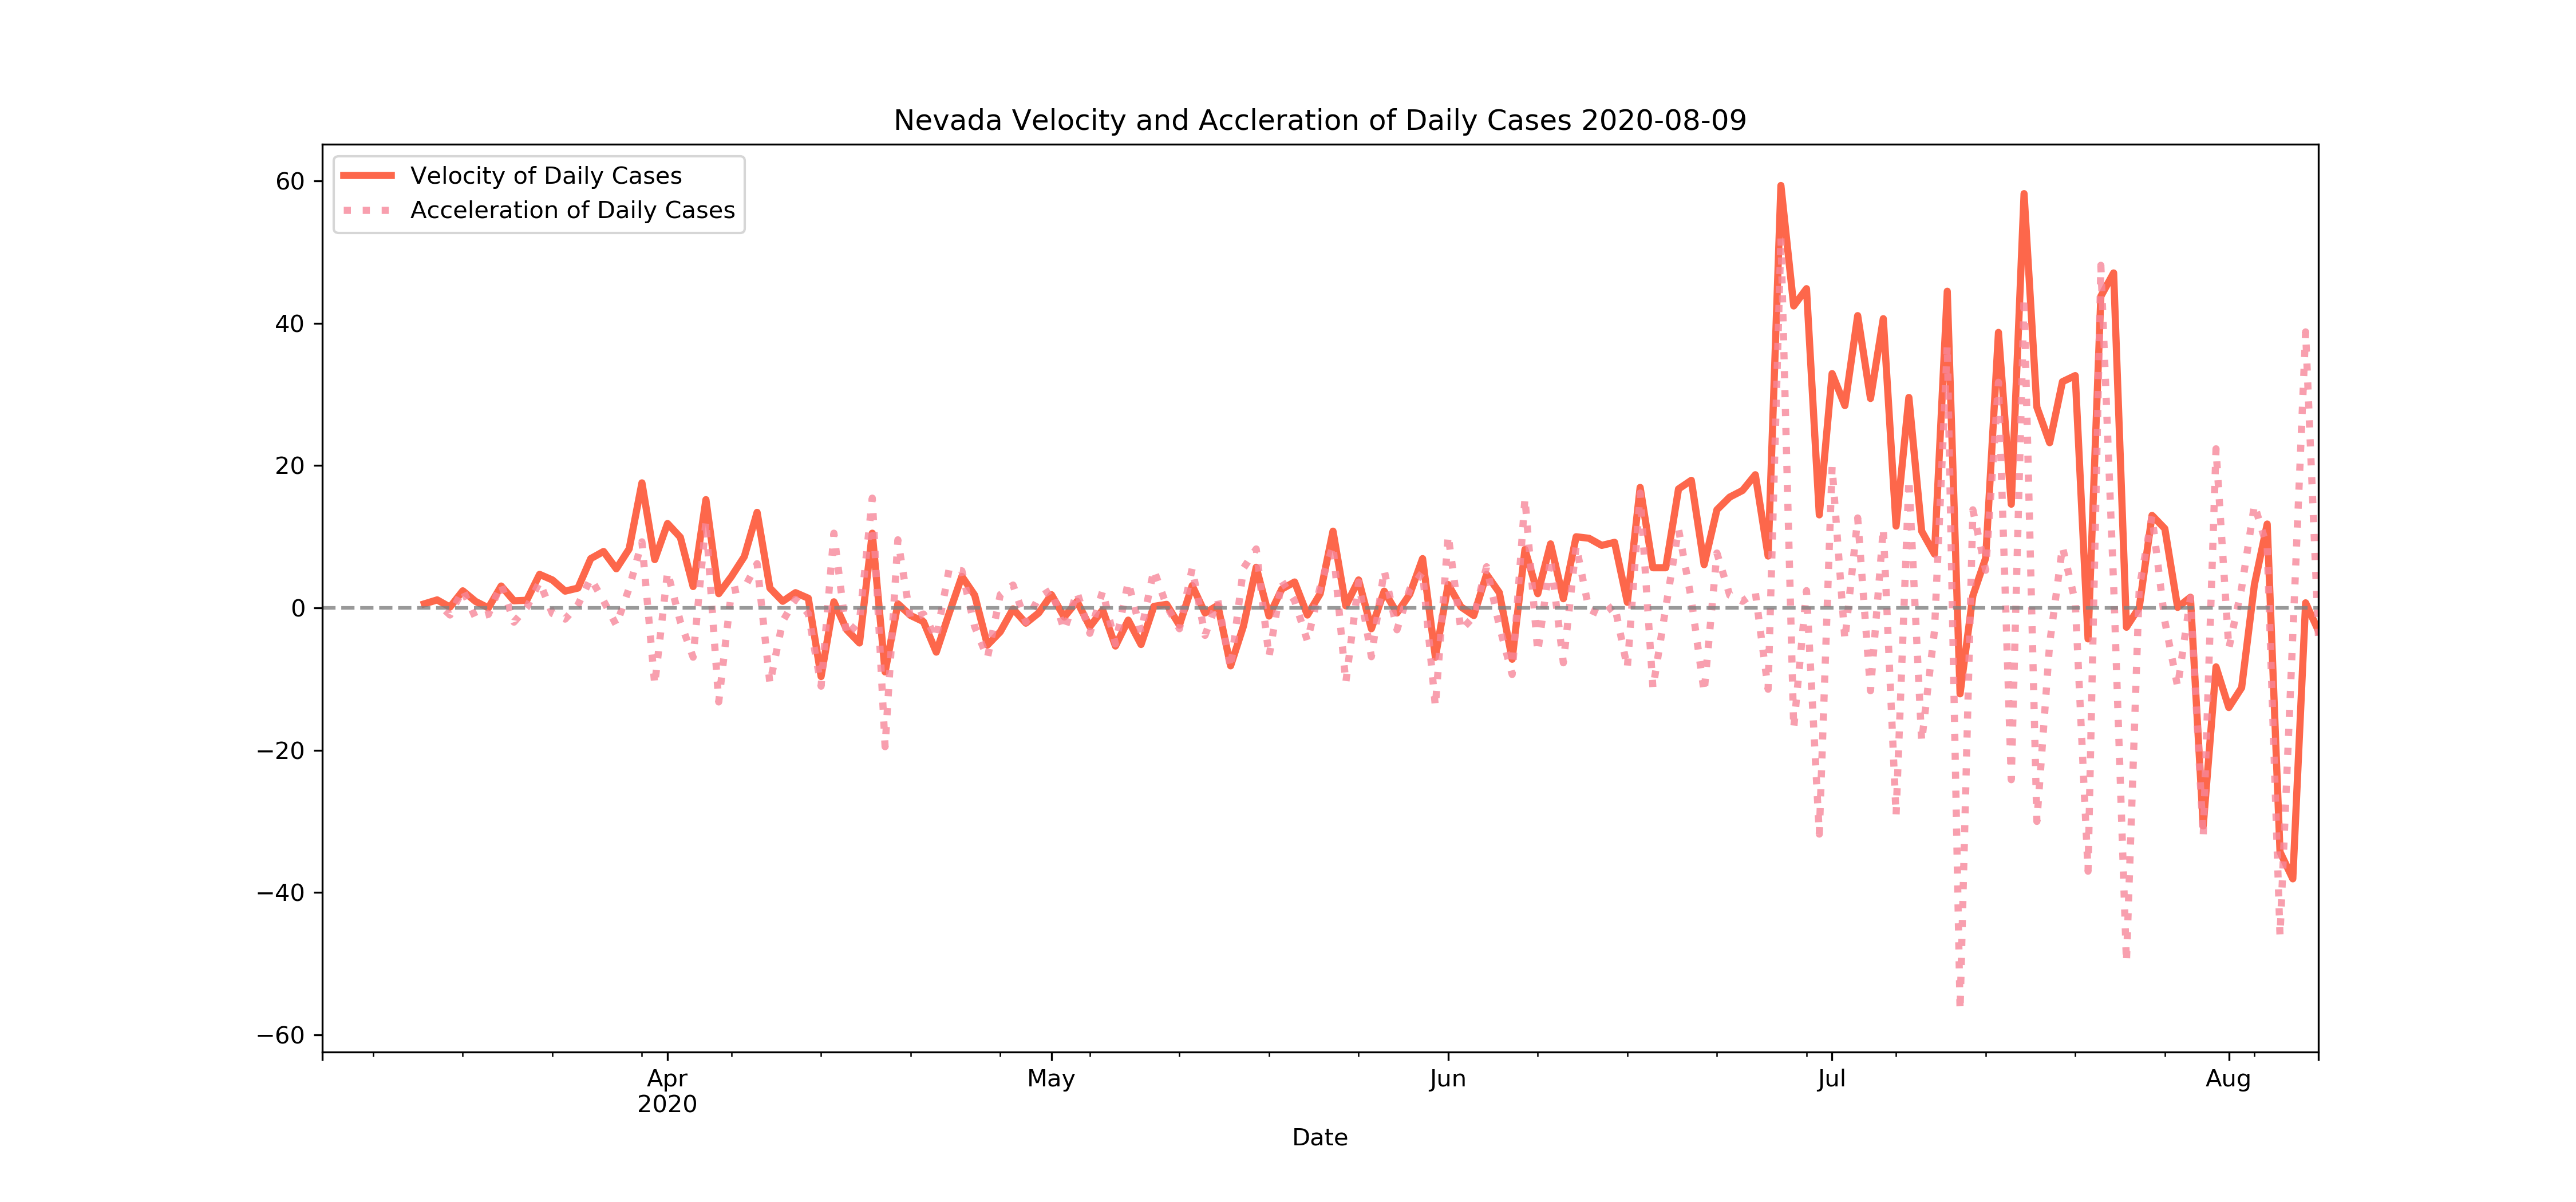 Nevada Velocity and Accleration of Daily Cases 2020-08-09
Velocity of Daily Cases
Acceleration of Daily Cases
60
40
20
0
−20
−40
−60
Apr
2020
May
Jun
Jul
Aug
Date